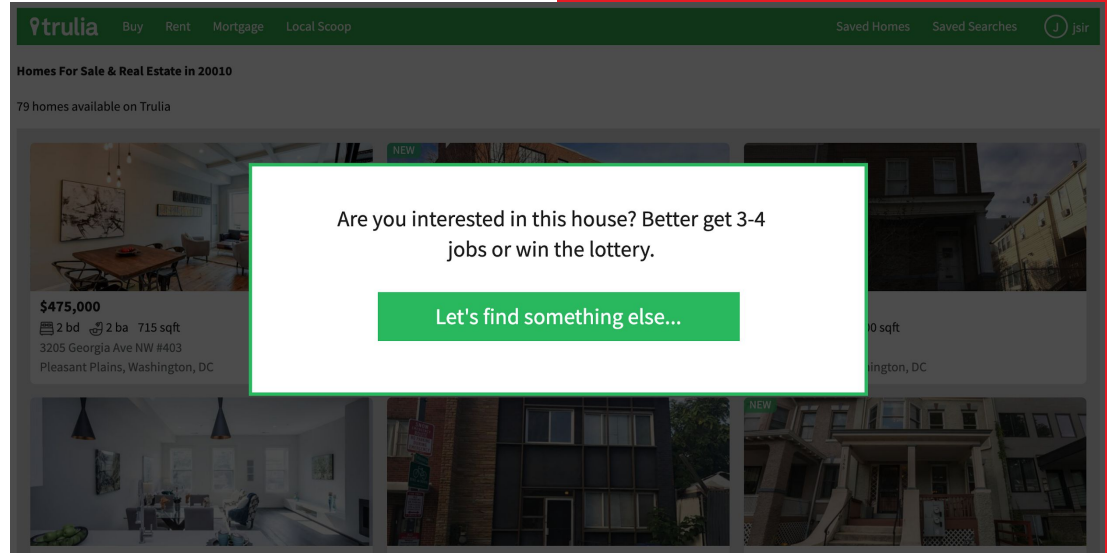 trulia Buy Rent Mortgage Local Scoop Saved Homes Saved Searches J jsir
Homes For Sale & Real Estate in 20010
79 homes available on Trulia
NEW
Are you interested in this house? Better get 3-4
jobs or win the lottery.
Let's find something else...
$475,000
2 bd 2 ba 715 sqft
sqft
3205 Georgia Ave NW #403
Pleasant Plains, Washington, DC
DC
NEW